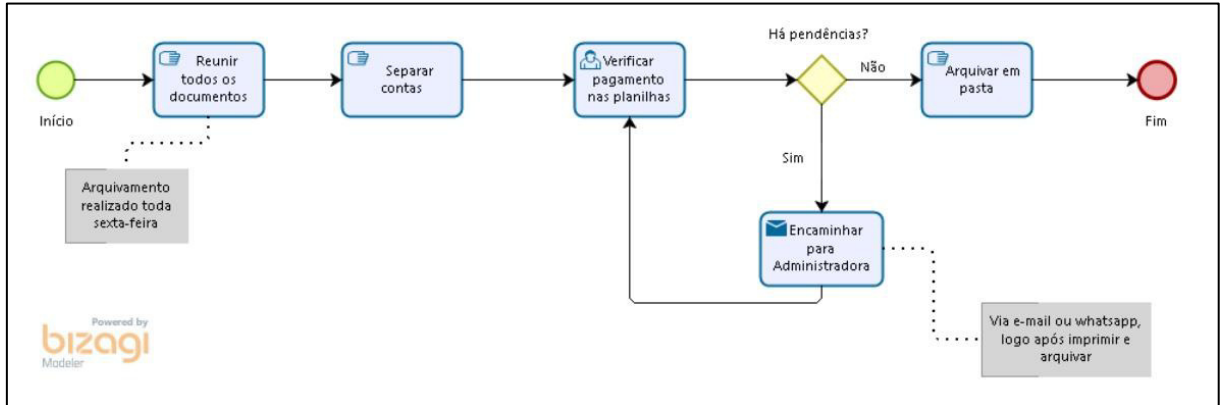 Início
Reunir
todos os
documentos
Arquivamento
realizado toda
sexta-feira
Separar
contas
Verificar
pagamento
nas planilhas
Há pendências?
Não
Sim
Arquivar em
pasta
Fim
Encaminhar
para
Administradora
Via e-mail ou whatsapp,
logo após imprimir e
arquivar
Powered by
bizagi
Modeler